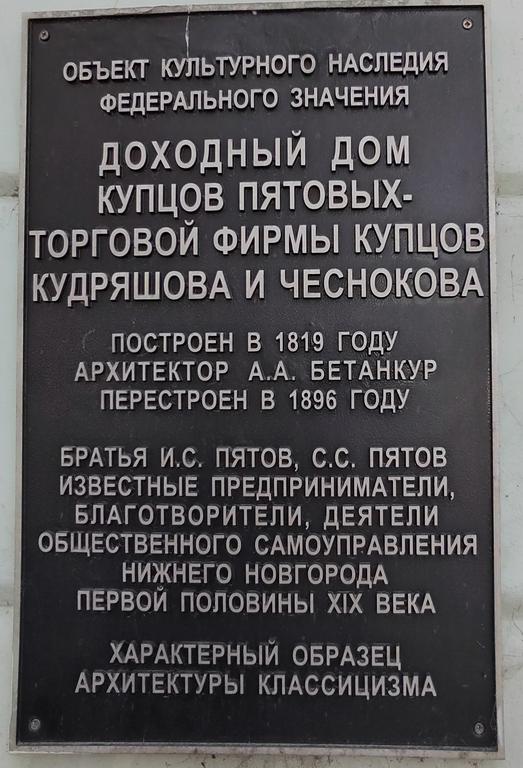 ОБЪЕКТ КУЛЬТУРНОГО НАСЛЕДИЯ
ФЕДЕРАЛЬНОГО ЗНАЧЕНИЯ
ДОХОДНЫЙ ДОМ
КУПЦОВ ПЯТОВЫХ-
ТОРГОВОЙ ФИРМЫ КУПЦОВ
КУДРЯШОВА И ЧЕСНОКОВА
ПОСТРОЕН В 1819 ГОДУ
АРХИТЕКТОР А.А. БЕТАНКУР
ПЕРЕСТРОЕН В 1896 ГОДУ
БРАТЬЯ И.С. ПЯТОВ, С.С. ПЯТОВ
ИЗВЕСТНЫЕ ПРЕДПРИНИМАТЕЛИ,
БЛАГОТВОРИТЕЛИ, ДЕЯТЕЛИ
ОБЩЕСТВЕННОГО САМОУПРАВЛЕНИЯ
НИЖНЕГО НОВГОРОДА
ПЕРВОЙ ПОЛОВИНЫ XIX ВЕКА
ХАРАКТЕРНЫЙ ОБРАЗЕЦ
АРХИТЕКТУРЫ КЛАССИЦИЗМА